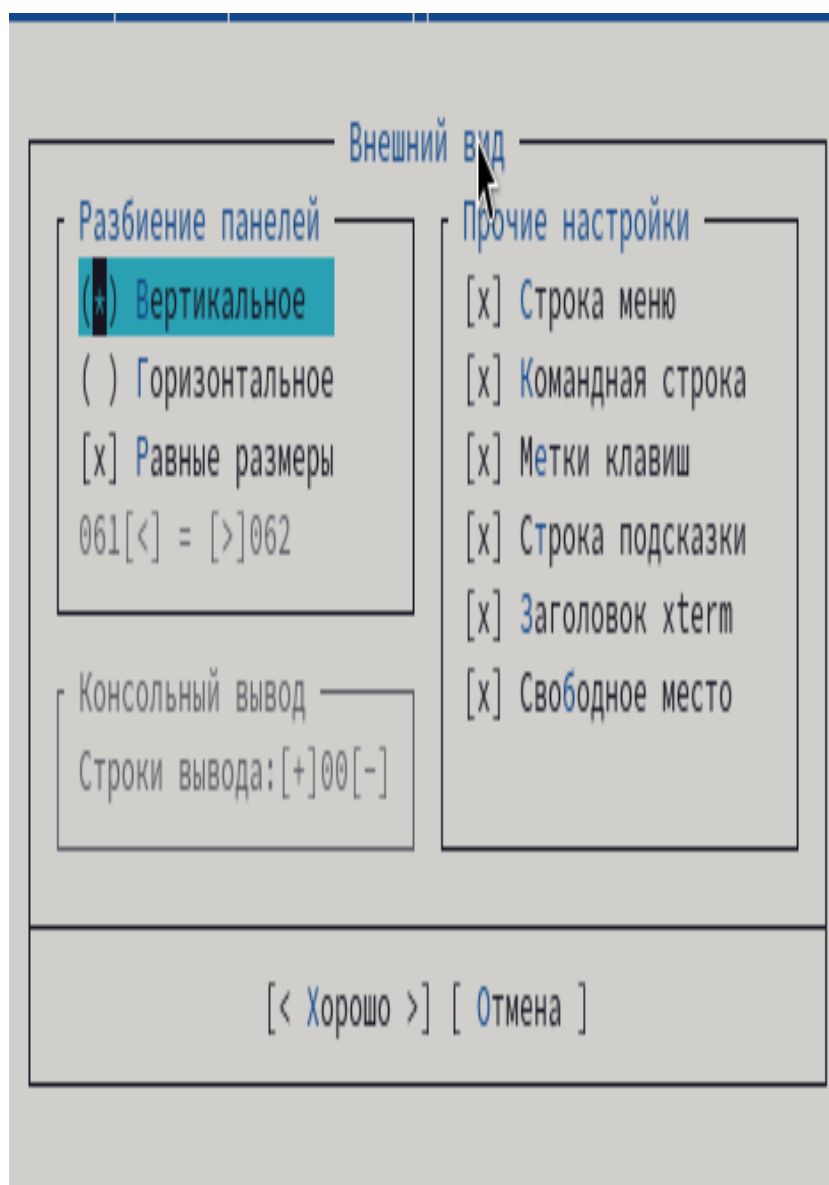 Внешний вид
Разбиение панелей
(*) Вертикальное
( ) Горизонтальное
[x] Равные размеры
061[<] = [>]062
Консольный вывод
Строки вывода:[+]00[-]
Прочие настройки
[x] Строка меню
[x] Командная строка
[x] Метки клавиш
[x] Строка подсказки
[x] Заголовок xterm
[x] Свободное место
[< Хорошо >] [ Отмена ]